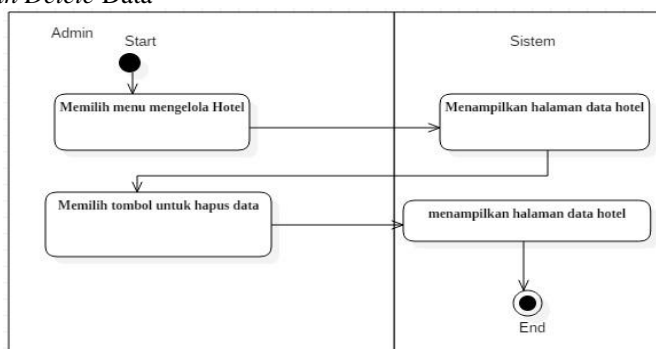 Delete Data
Admin
Start
Sistem
Memilih menu mengelola Hotel
Menampilkan halaman data hotel
Memilih tombol untuk hapus data
menampilkan halaman data hotel
End